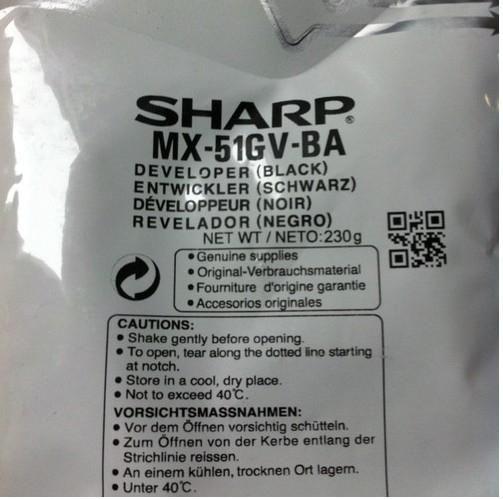 SHARP®
MX-51GV-BA
DEVELOPER (BLACK)
ENTWICKLER (SCHWARZ)
DÉVELOPPEUR (NOIR)
REVELADOR (NEGRO)
NET WT / NETO:230g
• Genuine supplies
• Original-Verbrauchsmaterial
• Fourniture d'origine garantie
• Accesorios originales
CAUTIONS:
• Shake gently before opening.
• To open, tear along the dotted line starting
at notch.
• Store in a cool, dry place.
• Not to exceed 40℃.
VORSICHTSMASSNAHMEN:
• Vor dem Öffnen vorsichtig schütteln.
• Zum Öffnen von der Kerbe entlang der
Strichlinie reissen.
• An einem kühlen, trocknen Ort lagern.
• Unter 40℃.